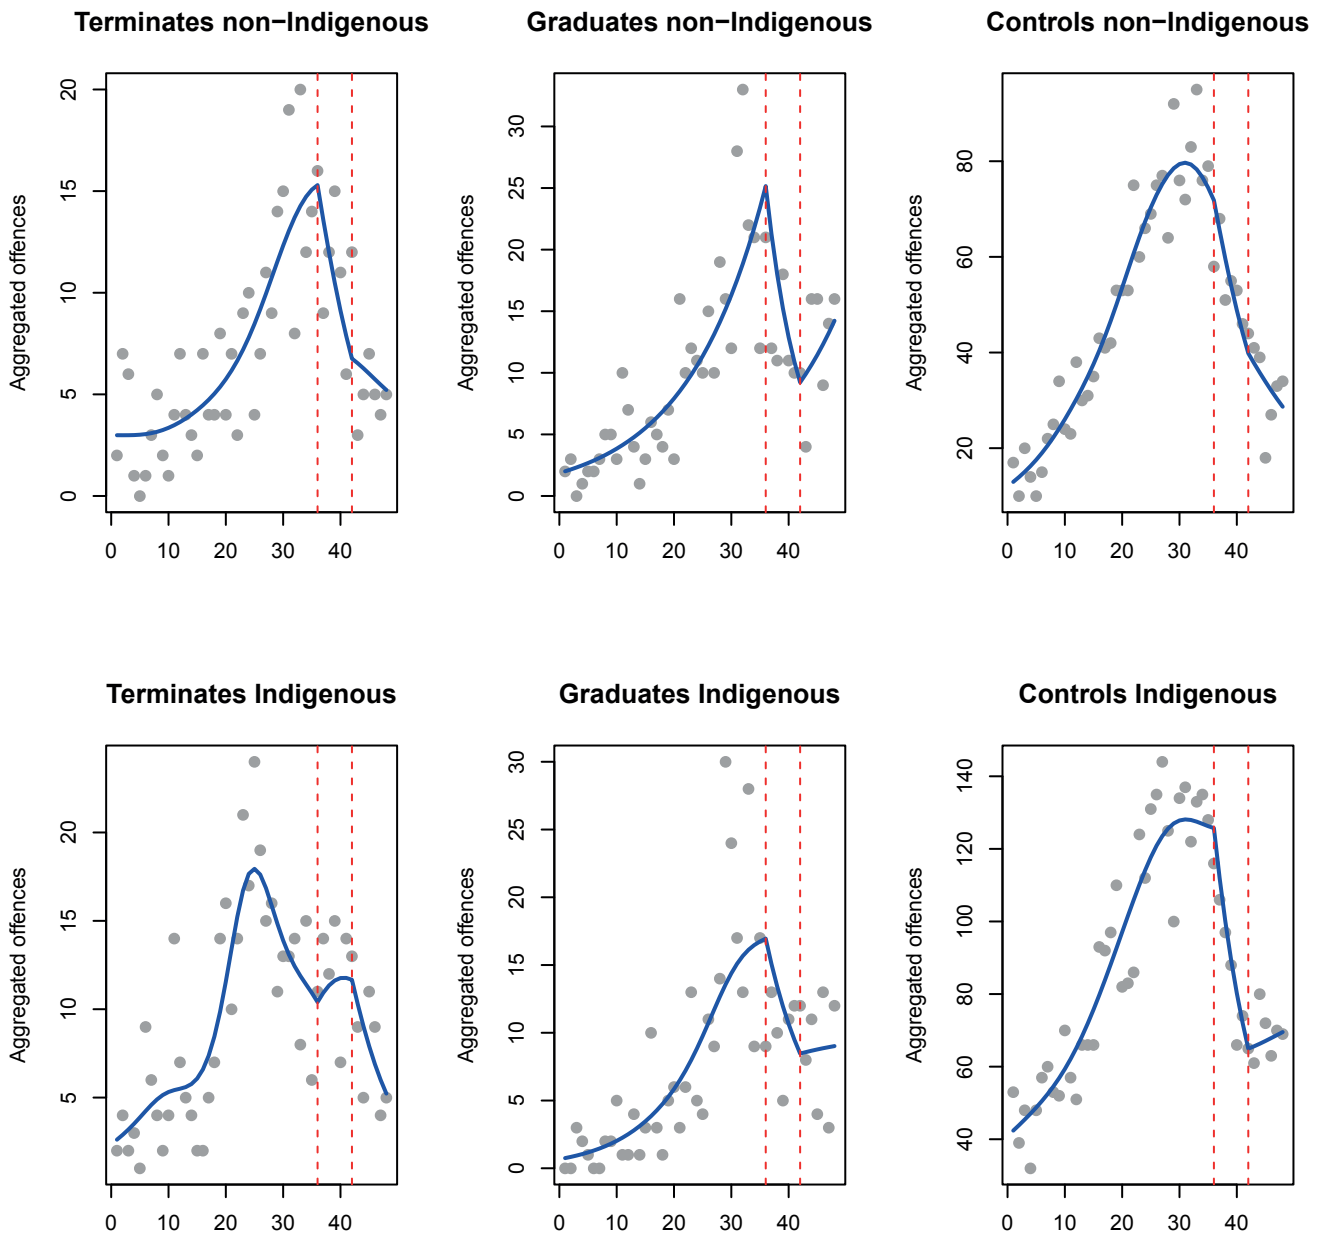 Terminates non−Indigenous
Graduates non−Indigenous
Controls non−Indigenous
Aggregated offences
20
15
10
5
0
0 10 20 30 40
Aggregated offences
30
25
20
15
10
5
0
0 10 20 30 40
Aggregated offences
80
60
40
20
0 10 20 30 40
Terminates Indigenous
Graduates Indigenous
Controls Indigenous
Aggregated offences
20
15
10
5
0 10 20 30 40
Aggregated offences
30
25
20
15
10
5
0
0 10 20 30 40
Aggregated offences
140
120
100
80
60
40
0 10 20 30 40